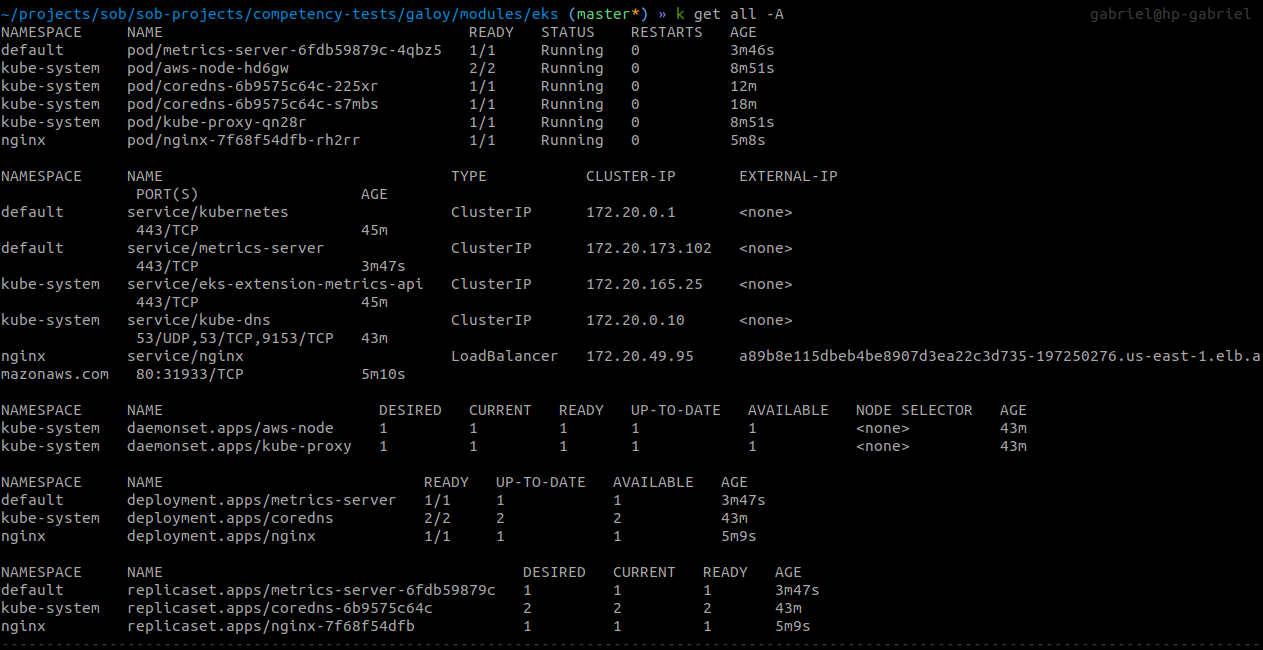 ~/projects/sob/sob-projects/competency-tests/galoy/modules/eks (master*) » k get all -A gabriel@hp-gabriel
NAMESPACE NAME READY STATUS RESTARTS AGE
default pod/metrics-server-6fdb59879c-4qbz5 1/1 Running 0 3m46s
kube-system pod/aws-node-hd6gw 2/2 Running 0 8m51s
kube-system pod/coredns-6b9575c64c-225xr 1/1 Running 0 12m
kube-system pod/coredns-6b9575c64c-s7mbs 1/1 Running 0 18m
kube-system pod/kube-proxy-qn28r 1/1 Running 0 8m51s
nginx pod/nginx-7f68f54dfb-rh2rr 1/1 Running 0 5m8s
NAMESPACE NAME TYPE CLUSTER-IP EXTERNAL-IP
PORT(S) AGE
default service/kubernetes ClusterIP 172.20.0.1 <none>
443/TCP 45m
default service/metrics-server ClusterIP 172.20.173.102 <none>
443/TCP 3m47s
kube-system service/eks-extension-metrics-api ClusterIP 172.20.165.25 <none>
443/TCP 45m
kube-system service/kube-dns ClusterIP 172.20.0.10 <none>
53/UDP,53/TCP,9153/TCP 43m
nginx service/nginx LoadBalancer 172.20.49.95 a89b8e115dbeb4be8907d3ea22c3d735-197250276.us-east-1.elb.a
mazonaws.com 80:31933/TCP 5m10s
NAMESPACE NAME DESIRED CURRENT READY UP-TO-DATE AVAILABLE NODE SELECTOR AGE
kube-system daemonset.apps/aws-node 1 1 1 1 1 <none> 43m
kube-system daemonset.apps/kube-proxy 1 1 1 1 1 <none> 43m
NAMESPACE NAME READY UP-TO-DATE AVAILABLE AGE
default deployment.apps/metrics-server 1/1 1 1 3m47s
kube-system deployment.apps/coredns 2/2 2 2 43m
nginx deployment.apps/nginx 1/1 1 1 5m9s
NAMESPACE NAME DESIRED CURRENT READY AGE
default replicaset.apps/metrics-server-6fdb59879c 1 1 1 3m47s
kube-system replicaset.apps/coredns-6b9575c64c 2 2 2 43m
nginx replicaset.apps/nginx-7f68f54dfb 1 1 1 5m9s